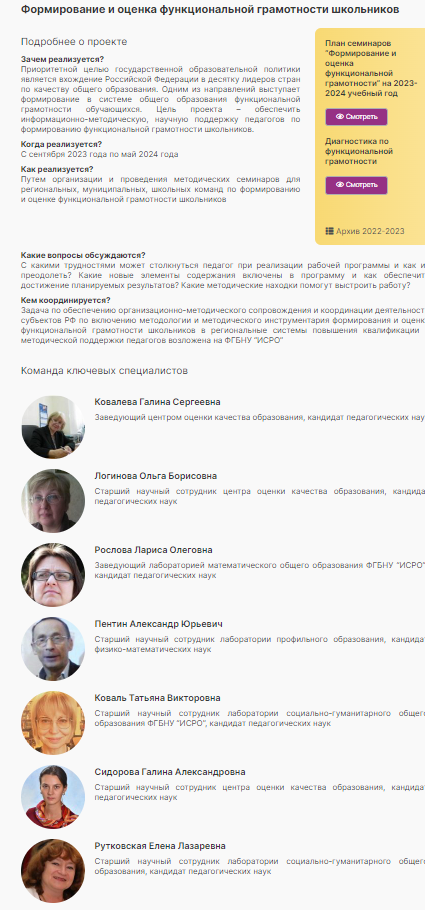 Формирование и оценка функциональной грамотности школьников
Подробнее о проекте
Зачем реализуется?
Приоритетной целью государственной образовательной политики
является вхождение Российской Федерации в десятку лидеров стран
по качеству общего образования. Одним из направлений выступает
формирование в системе общего образования функциональной
грамотности обучающихся. Цель проекта – обеспечить
информационно-методическую, научную поддержку педагогов по
формированию функциональной грамотности школьников.
Когда реализуется?
С сентября 2023 года по май 2024 года
Как реализуется?
Путем организации и проведения методических семинаров для
региональных, муниципальных, школьных команд по формированию
и оценке функциональной грамотности школьников
План семинаров
"Формирование и
оценка
функциональной
грамотности" на 2023-
2024 учебный год
Смотреть
Диагностика по
функциональной
грамотности
Смотреть
Архив 2022-2023
Какие вопросы обсуждаются?
С какими трудностями может столкнуться педагог при реализации рабочей программы и как и
преодолеть? Какие новые элементы содержания включены в программу и как обеспечит
достижение планируемых результатов? Какие методические находки помогут выстроить работу?
Кем координируется?
Задача по обеспечению организационно-методического сопровождения и координации деятельност
субъектов РФ по включению методологии и методического инструментария формирования и оценк
функциональной грамотности школьников в региональные системы повышения квалификации
методической поддержки педагогов возложена на ФГБНУ "ИСРО"
Команда ключевых специалистов
Ковалева Галина Сергеевна
Заведующий центром оценки качества образования, кандидат педагогических нау
Логинова Ольга Борисовна
Старший научный сотрудник центра оценки качества образования, кандида
педагогических наук
Рослова Лариса Олеговна
Заведующий лабораторией математического общего образования ФГБНУ "ИСРО"
кандидат педагогических наук
Пентин Александр Юрьевич
Старший научный сотрудник лаборатории профильного образования, кандидат
физико-математических наук
Коваль Татьяна Викторовна
Старший научный сотрудник лаборатории социально-гуманитарного общег
образования ФГБНУ "ИСРО", кандидат педагогических наук
Сидорова Галина Александровна
Старший научный сотрудник центра оценки качества образования, кандидат
педагогических наук
Рутковская Елена Лазаревна
Старший научный сотрудник лаборатории социально-гуманитарного общег
образования, кандидат педагогических наук